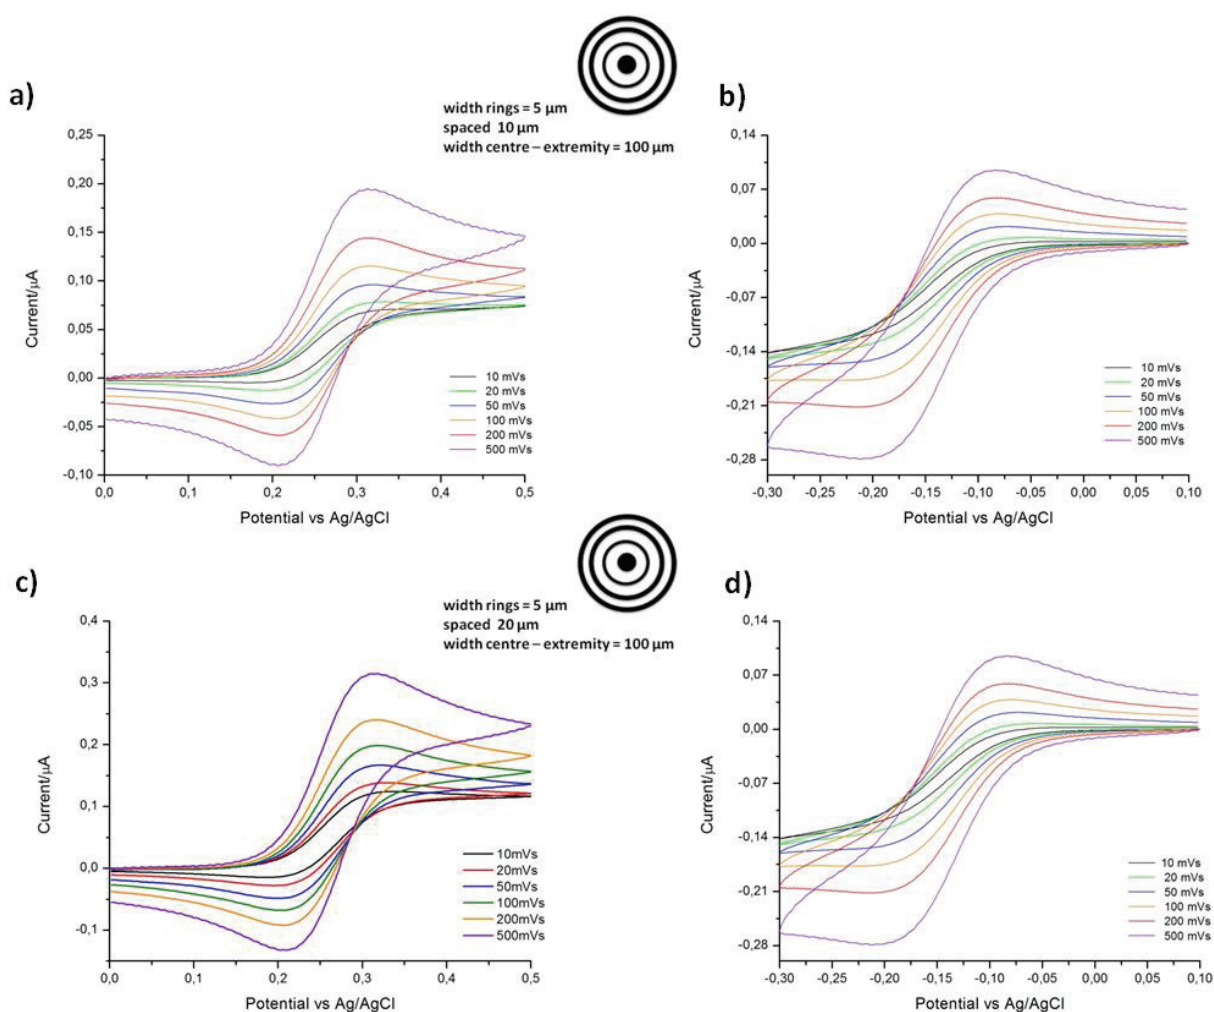 a)
width rings = 5 µm
spaced 10 µm
width centre – extremity = 100 µm
0,25
0,20
0,15
0,10
0,05
0,00
-0,05
-0,10
Current/µA
0,0 0,1 0,2 0,3 0,4 0,5
Potential vs Ag/AgCl
10 mVs
20 mVs
50 mVs
100 mVs
200 mVs
500 mVs
b)
0,14
0,07
0,00
-0,07
-0,14
-0,21
-0,28
Current/µA
-0,30 -0,25 -0,20 -0,15 -0,10 -0,05 0,00 0,05 0,10
Potential vs Ag/AgCl
10 mVs
20 mVs
50 mVs
100 mVs
200 mVs
500 mVs
c)
width rings = 5 µm
spaced 20 µm
width centre – extremity = 100 µm
0,4
0,3
0,2
0,1
0,0
-0,1
Current/µA
0,0 0,1 0,2 0,3 0,4 0,5
Potential vs Ag/AgCl
10mVs
20mVs
50mVs
100mVs
200mVs
500mVs
d)
0,14
0,07
0,00
-0,07
-0,14
-0,21
-0,28
Current/µA
-0,30 -0,25 -0,20 -0,15 -0,10 -0,05 0,00 0,05 0,10
Potential vs Ag/AgCl
10 mVs
20 mVs
50 mVs
100 mVs
200 mVs
500 mVs